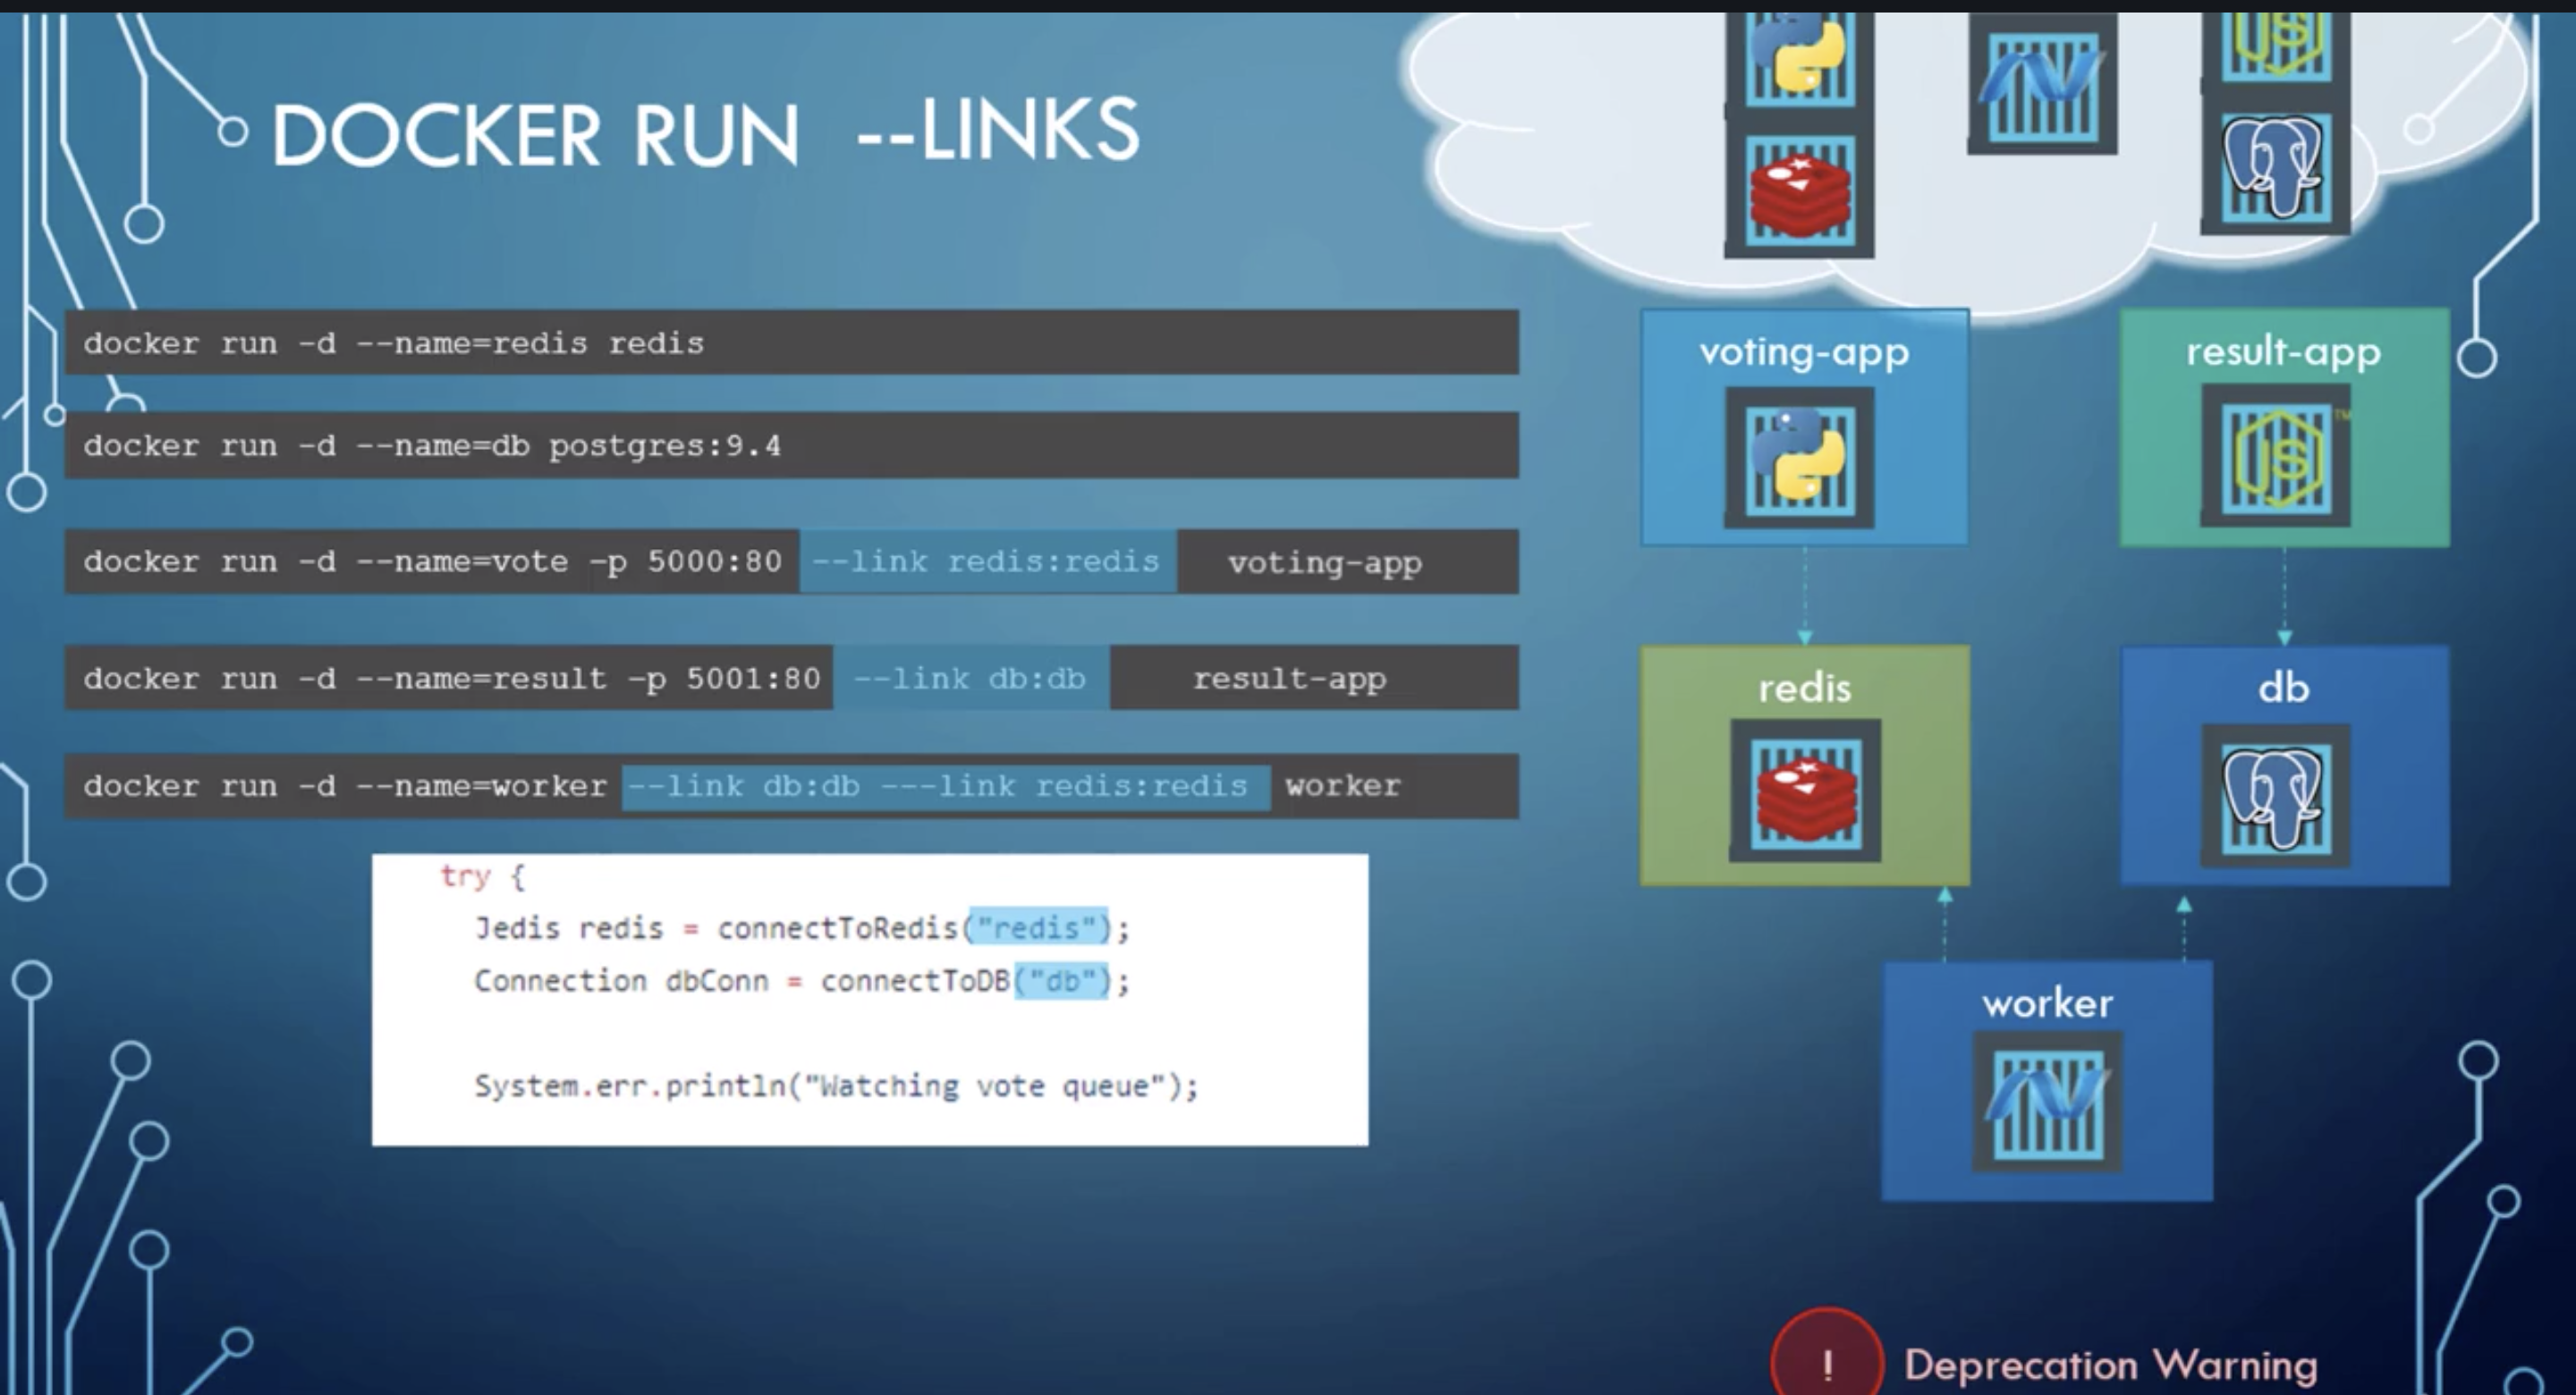 DOCKER RUN --LINKS
docker run -d --name=redis redis
docker run -d --name=db postgres:9.4
docker run -d --name=vote -p 5000:80 --link redis:redis voting-app
docker run -d --name=result -p 5001:80 --link db:db result-app
docker run -d --name=worker --link db:db ---link redis:redis worker
try {
Jedis redis = connectToRedis("redis");
Connection dbConn = connectToDB("db");
System.err.println("Watching vote queue");
JS
voting-app
result-app
JS
TM
redis
db
worker
! Deprecation Warning